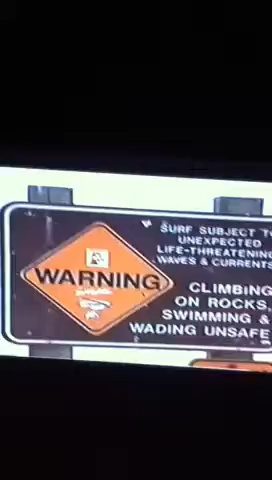 WARNING
SURF SUBJECT TO
UNEXPECTED
LIFE-THREATENING
WAVES & CURRENTS
CLIMBING
ON ROCKS,
SWIMMING &
WADING UNSAFE